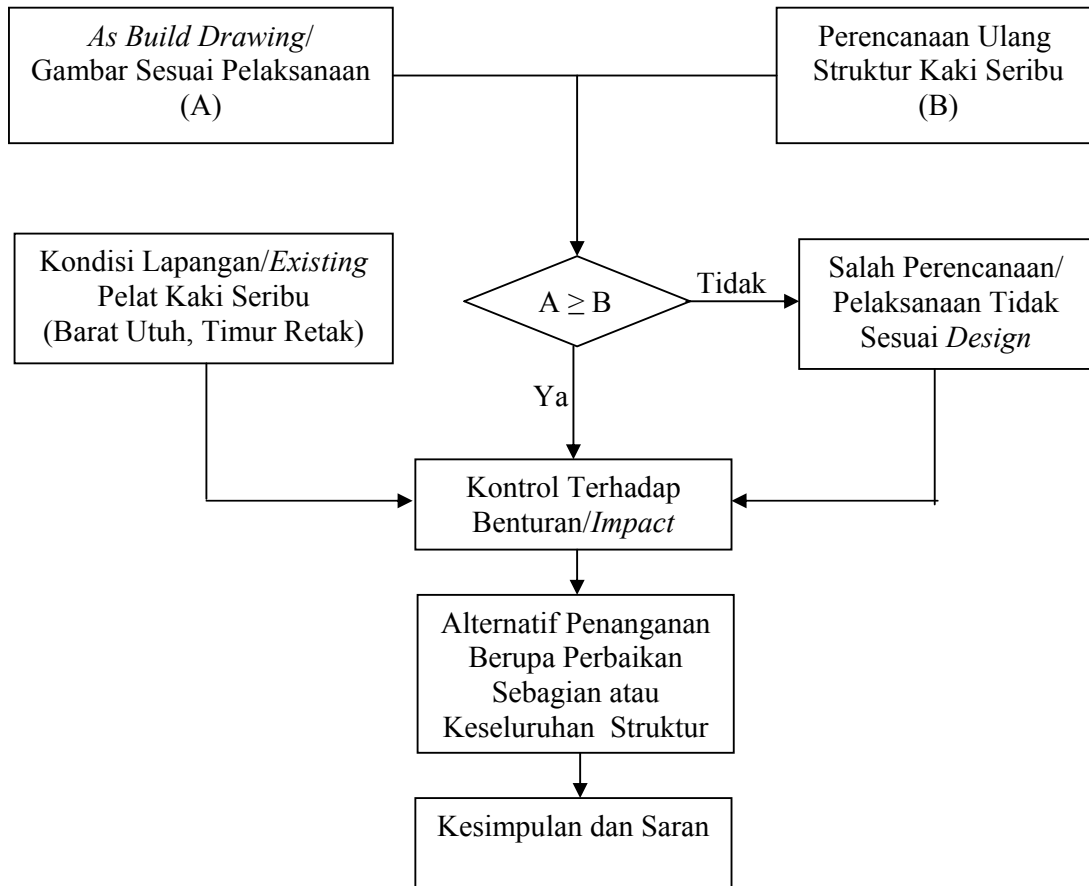 As Build Drawing/
Gambar Sesuai Pelaksanaan
(A)
Perencanaan Ulang
Struktur Kaki Seribu
(B)
Kondisi Lapangan/Existing
Pelat Kaki Seribu
(Barat Utuh, Timur Retak)
A ≥ B
Tidak
Salah Perencanaan/
Pelaksanaan Tidak
Sesuai Design
Ya
Kontrol Terhadap
Benturan/Impact
Alternatif Penanganan
Berupa Perbaikan
Sebagian atau
Keseluruhan Struktur
Kesimpulan dan Saran